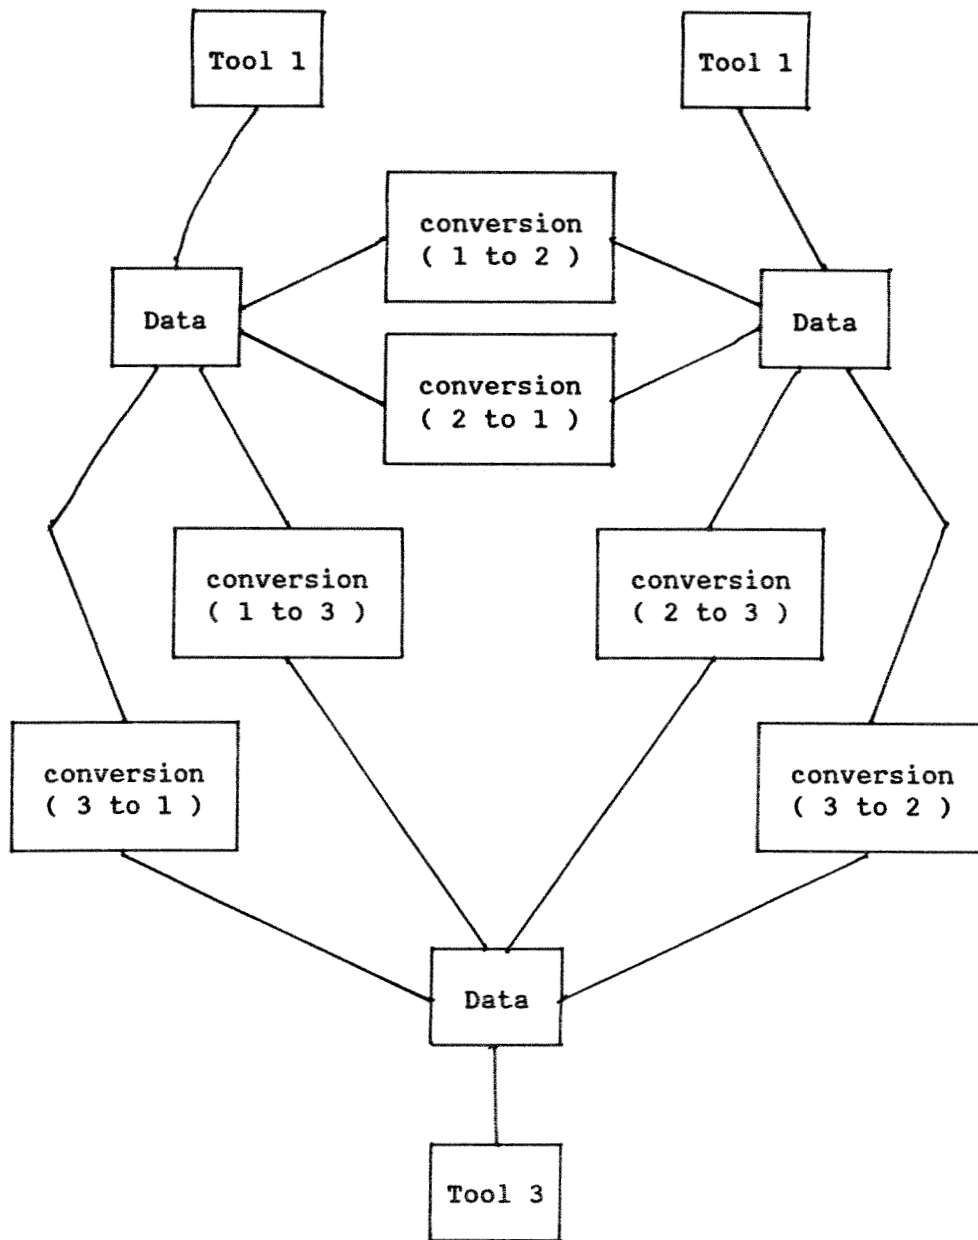 Tool 1
Tool 1
conversion
( 1 to 2 )
Data
Data
conversion
( 2 to 1 )
conversion
( 1 to 3 )
conversion
( 2 to 3 )
conversion
( 3 to 1 )
conversion
( 3 to 2 )
Data
Tool 3